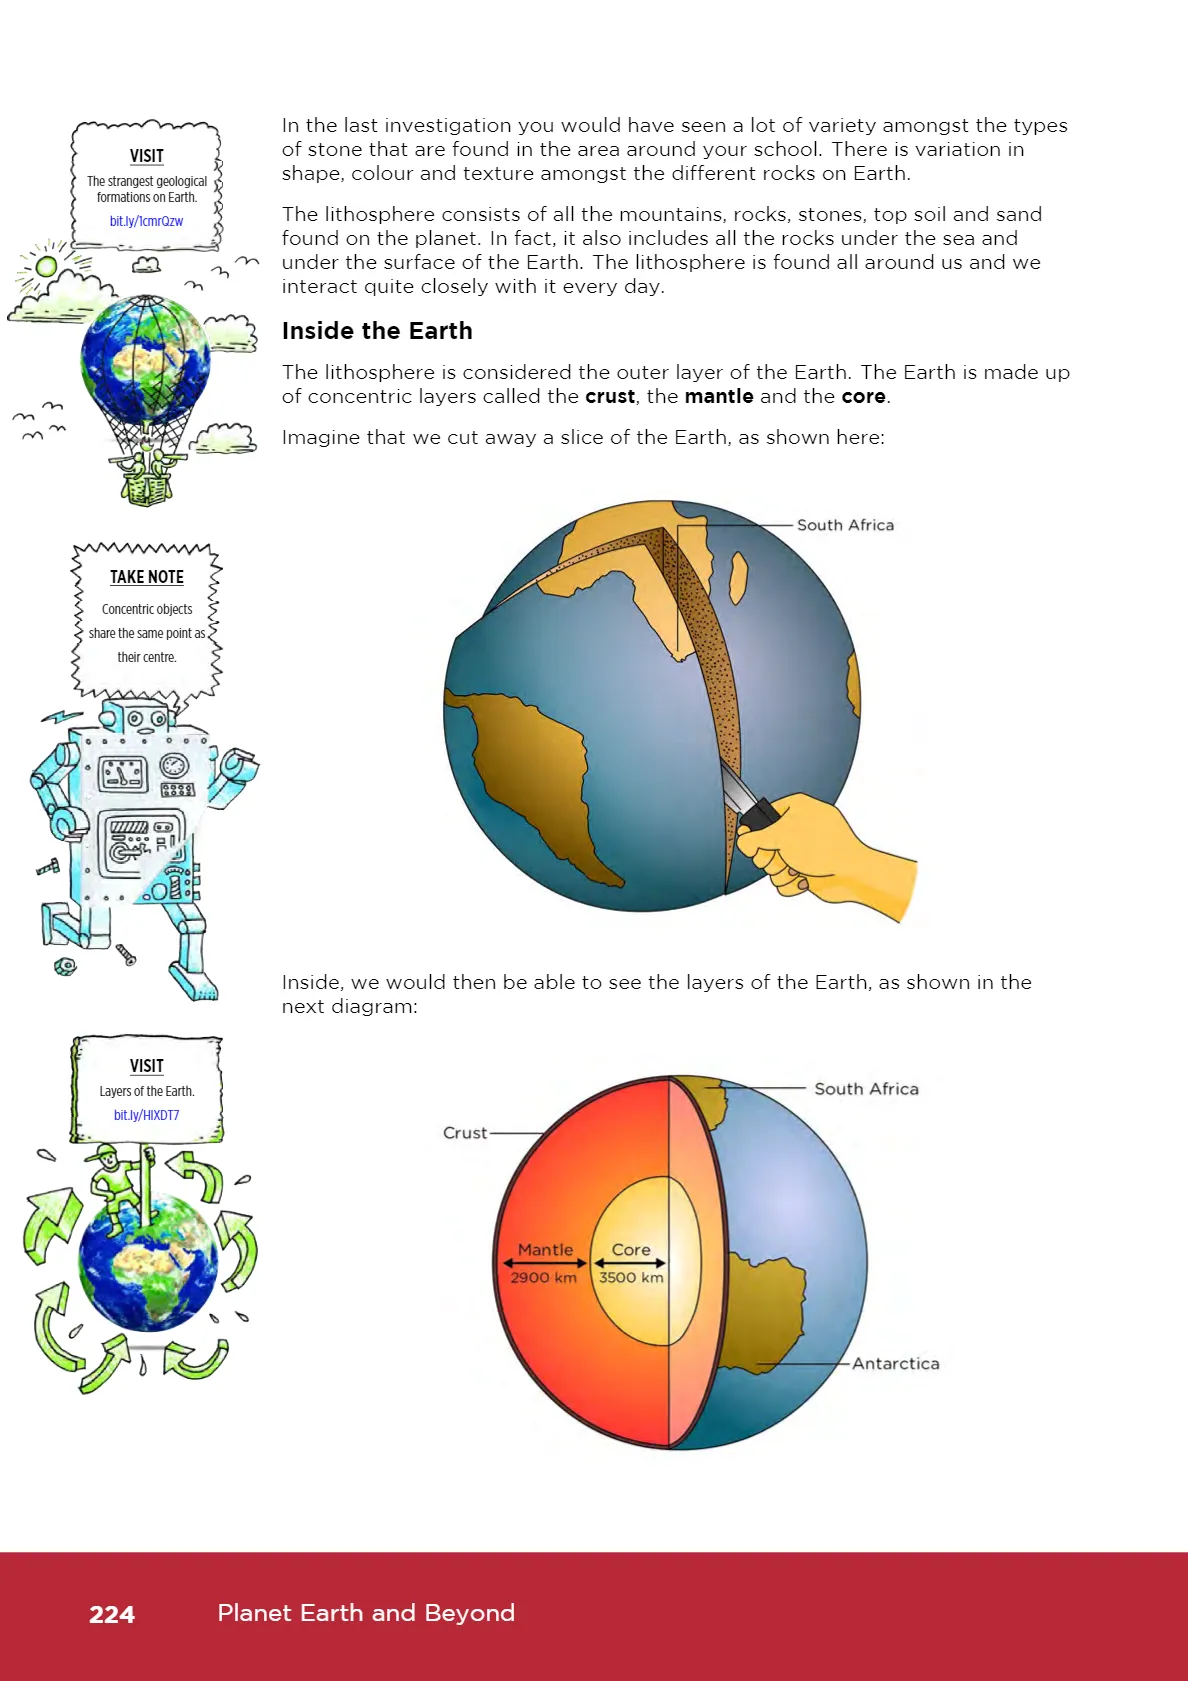 In the last investigation you would have seen a lot of variety amongst the types
of stone that are found in the area around your school. There is variation in
shape, colour and texture amongst the different rocks on Earth.
The lithosphere consists of all the mountains, rocks, stones, top soil and sand
found on the planet. In fact, it also includes all the rocks under the sea and
under the surface of the Earth. The lithosphere is found all around us and we
interact quite closely with it every day.
VISIT
The strangest geological
formations on Earth.
bit.ly/1cmrQzw
Inside the Earth
The lithosphere is considered the outer layer of the Earth. The Earth is made up
of concentric layers called the crust, the mantle and the core.
Imagine that we cut away a slice of the Earth, as shown here:
South Africa
TAKE NOTE
Concentric objects
share the same point as
their centre.
Inside, we would then be able to see the layers of the Earth, as shown in the
next diagram:
VISIT
Layers of the Earth.
bit.ly/HIXDT7
South Africa
Crust
Mantle
2900 km
Core
3500 km
Antarctica
224
Planet Earth and Beyond